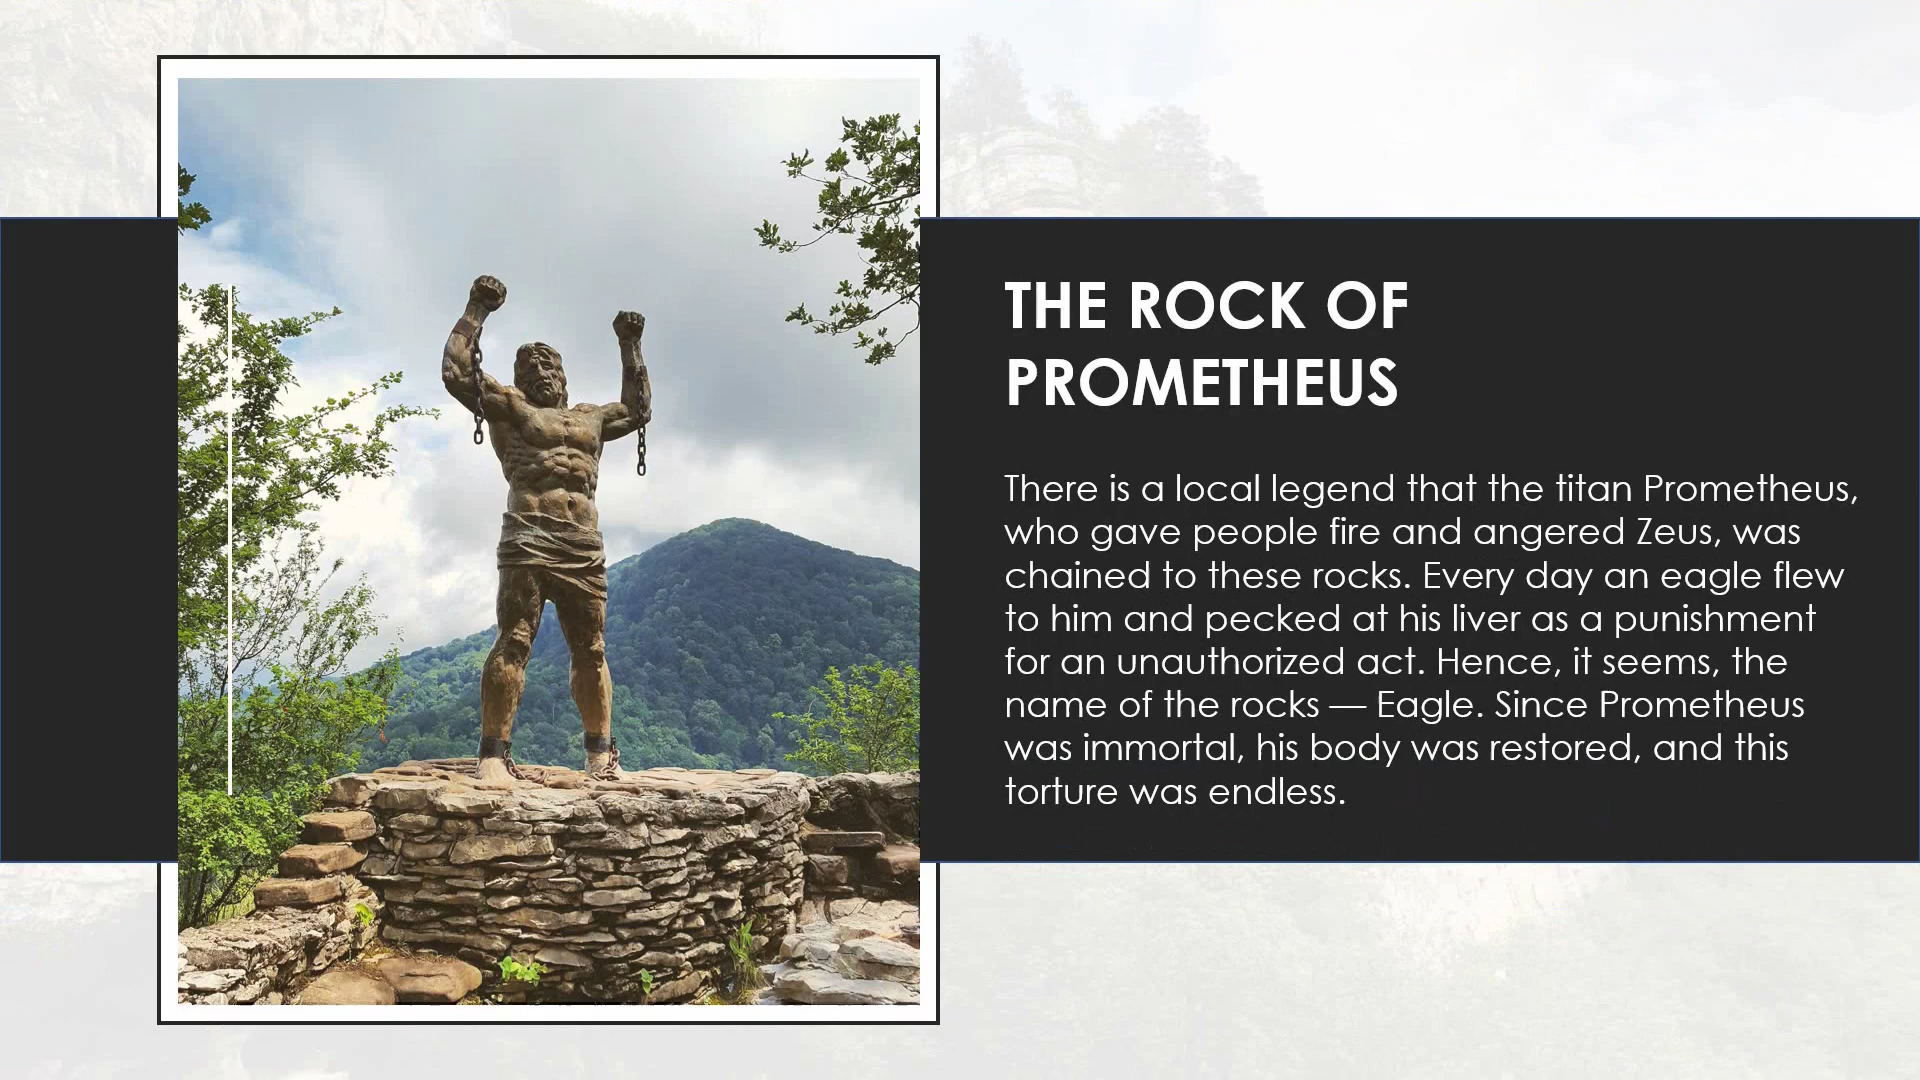 THE ROCK OF
PROMETHEUS
There is a local legend that the titan Prometheus,
who gave people fire and angered Zeus, was
chained to these rocks. Every day an eagle flew
to him and pecked at his liver as a punishment
for an unauthorized act. Hence, it seems, the
name of the rocks — Eagle. Since Prometheus
was immortal, his body was restored, and this
torture was endless.